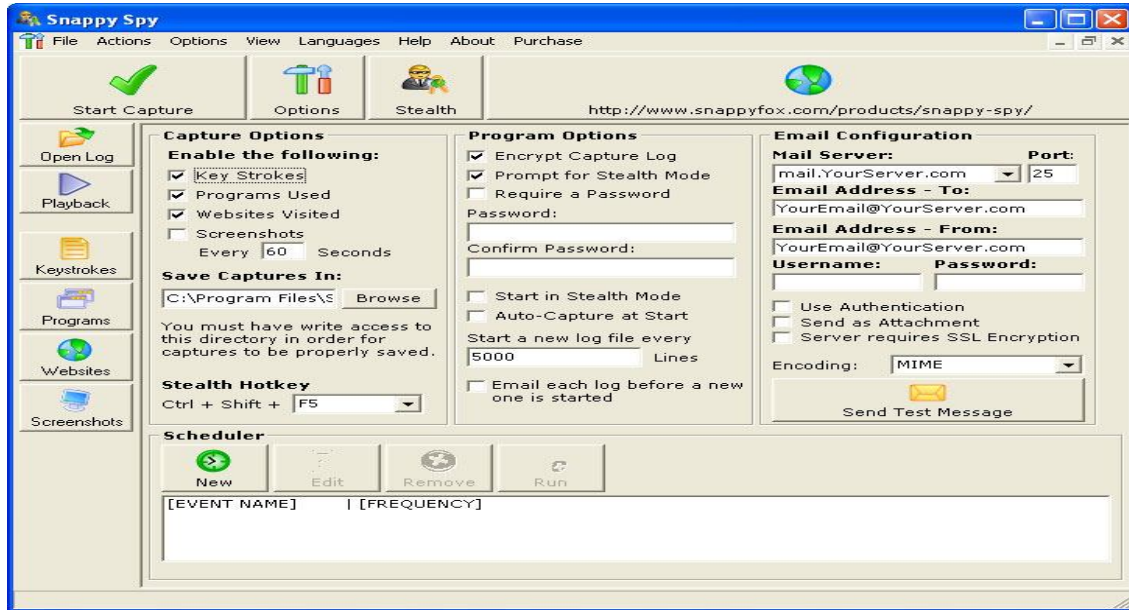 Snappy Spy
File Actions Options View Languages Help About Purchase
Start Capture
Options
Stealth
http://www.snappyfox.com/products/snappy-spy/
Open Log
Playback
Keystrokes
Programs
Websites
Screenshots
Capture Options
Enable the following:
Key Strokes
Programs Used
Websites Visited
Screenshots
Every 60 Seconds
Save Captures In:
C:\Program Files\S Browse
You must have write access to
this directory in order for
captures to be properly saved.
Stealth Hotkey
Ctrl + Shift + F5
Program Options
Encrypt Capture Log
Prompt for Stealth Mode
Require a Password
Password:
Confirm Password:
Start in Stealth Mode
Auto-Capture at Start
Start a new log file every
5000 Lines
Email each log before a new
one is started
Email Configuration
Mail Server: Port:
mail.YourServer.com 25
Email Address - To:
YourEmail@YourServer.com
Email Address - From:
YourEmail@YourServer.com
Username: Password:
Use Authentication
Send as Attachment
Server requires SSL Encryption
Encoding: MIME
Send Test Message
Scheduler
New
Edit
Remove
Run
[EVENT NAME] | [FREQUENCY]